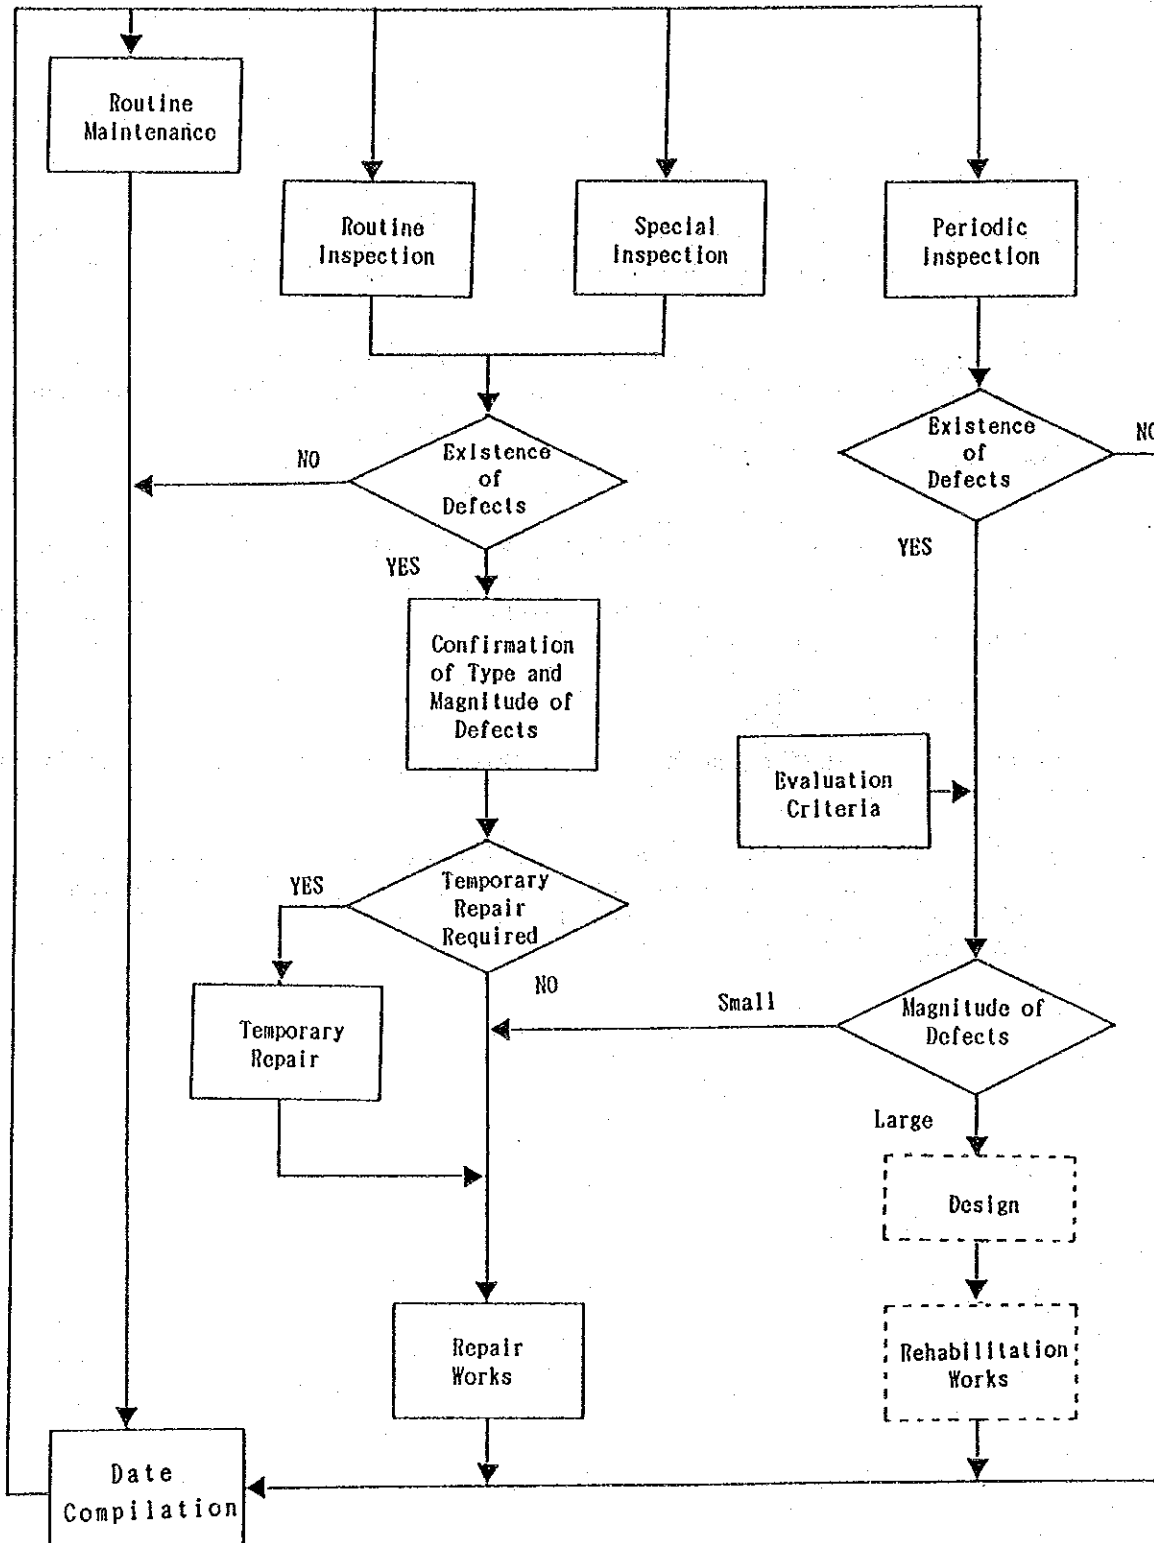 Routine
Maintenance
Routine
Inspection
Special
Inspection
Periodic
Inspection
Existence
of
Defects
NO
YES
Existence
of
Defects
NO
YES
Confirmation
of Type and
Magnitude of
Defects
Evaluation
Criteria
Temporary
Repair
Required
YES
NO
Temporary
Repair
Magnitude of
Defects
Small
Large
Design
Repair
Works
Rehabilitation
Works
Date
Compilation